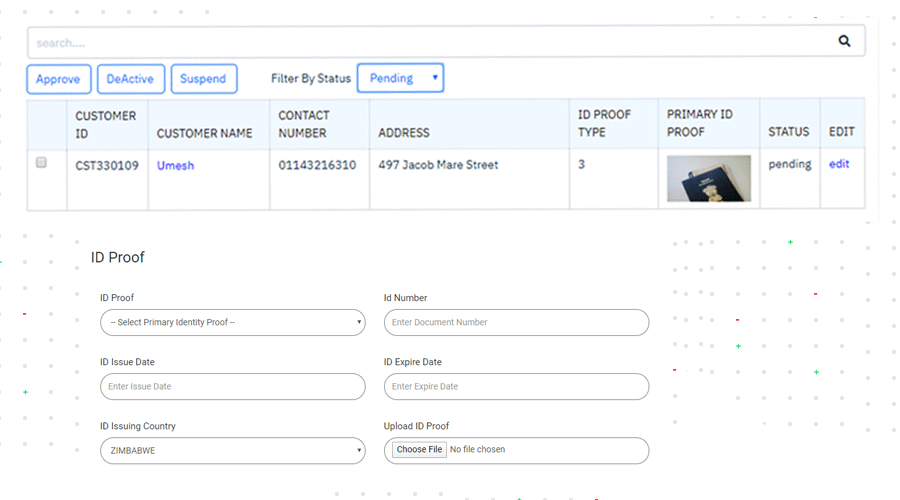 search....
Approve DeActive Suspend Filter By Status Pending
CUSTOMER ID CUSTOMER NAME CONTACT NUMBER ADDRESS ID PROOF TYPE PRIMARY ID PROOF STATUS EDIT
CST330109 Umesh 01143216310 497 Jacob Mare Street 3 pending edit
ID Proof
ID Proof Id Number
-- Select Primary Identity Proof -- Enter Document Number
ID Issue Date ID Expire Date
Enter Issue Date Enter Expire Date
ID Issuing Country Upload ID Proof
ZIMBABWE Choose File No file chosen